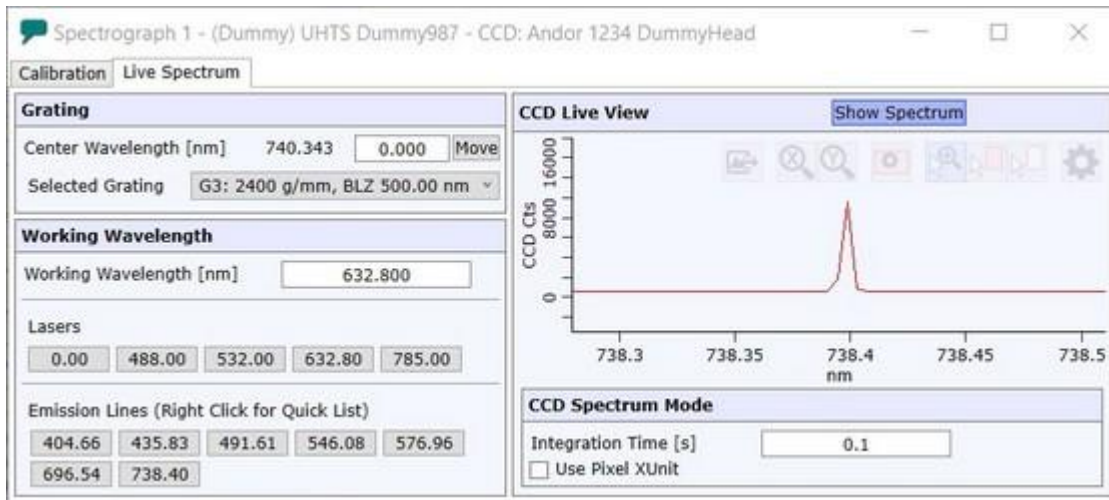 Spectrograph 1 - (Dummy) UHTS Dummy987 - CCD: Andor 1234 DummyHead
Calibration Live Spectrum
Grating
Center Wavelength [nm] 740.343 0.000 Move
Selected Grating G3: 2400 g/mm, BLZ 500.00 nm
Working Wavelength
Working Wavelength [nm] 632.800
Lasers
0.00 488.00 532.00 632.80 785.00
Emission Lines (Right Click for Quick List)
404.66 435.83 491.61 546.08 576.96
696.54 738.40
CCD Live View Show Spectrum
X Y
CCD Cts
16000
8000
0
738.3 738.35 738.4 738.45 738.5
nm
CCD Spectrum Mode
Integration Time [s] 0.1
Use Pixel XUnit